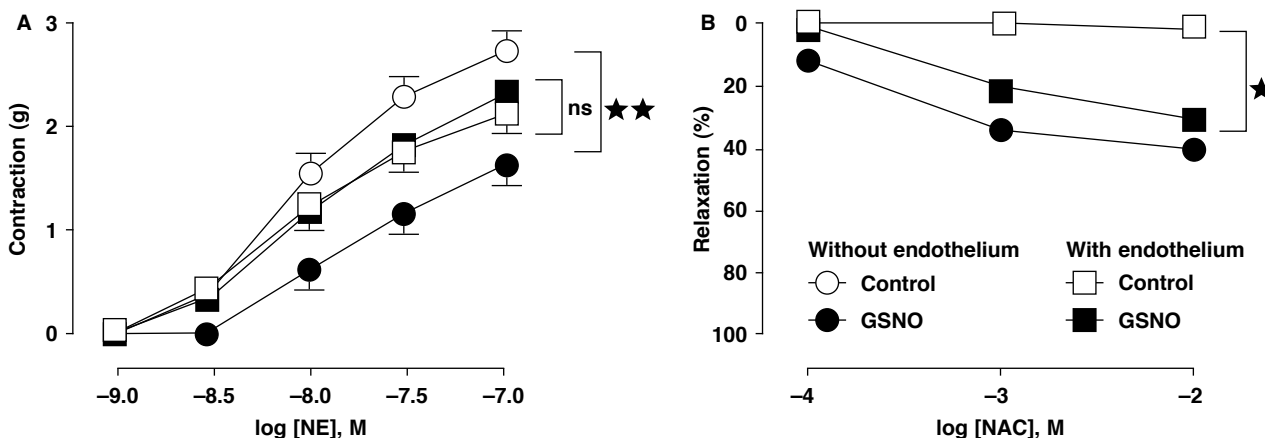 A
Contraction (g)
3
2
1
0
ns
–9.0
–8.5
–8.0
–7.5
–7.0
log [NE], M
B
Relaxation (%)
0
20
40
60
80
100
Without endothelium
Control
GSNO
With endothelium
Control
GSNO
–4
–3
–2
log [NAC], M